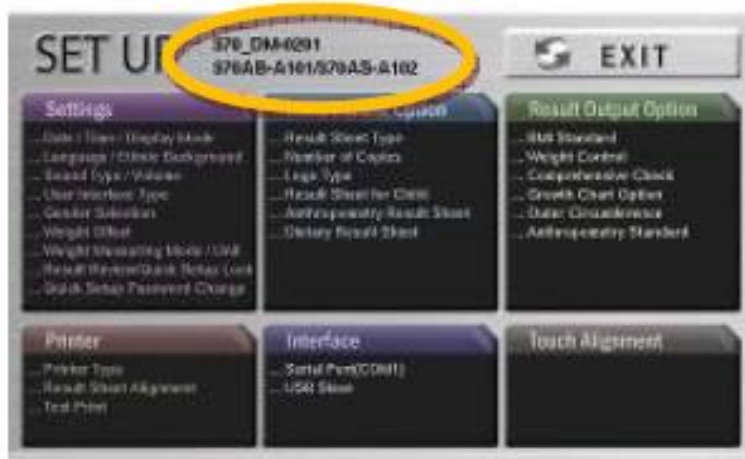 SET UP
370_DM-0201
370AB-A101/370AS-A102
EXIT
Settings
Date / Time / Display Mode
Language / Ethnic Background
Sound Type / Volume
User Interface Type
Gender Selection
Weight Offset
Weight Measuring Mode / Unit
Result Review/Quick Setup Lock
Quick Setup Password Change
Option
Result Sheet Type
Number of Copies
Logo Type
Result Sheet for Child
Anthropometry Result Sheet
Dietary Result Sheet
Result Output Option
BMI Standard
Weight Control
Comprehensive Check
Growth Chart Option
Outer Circumference
Anthropometry Standard
Printer
Printer Type
Result Sheet Alignment
Test Print
Interface
Serial Port(COM1)
USB Store
Touch Alignment